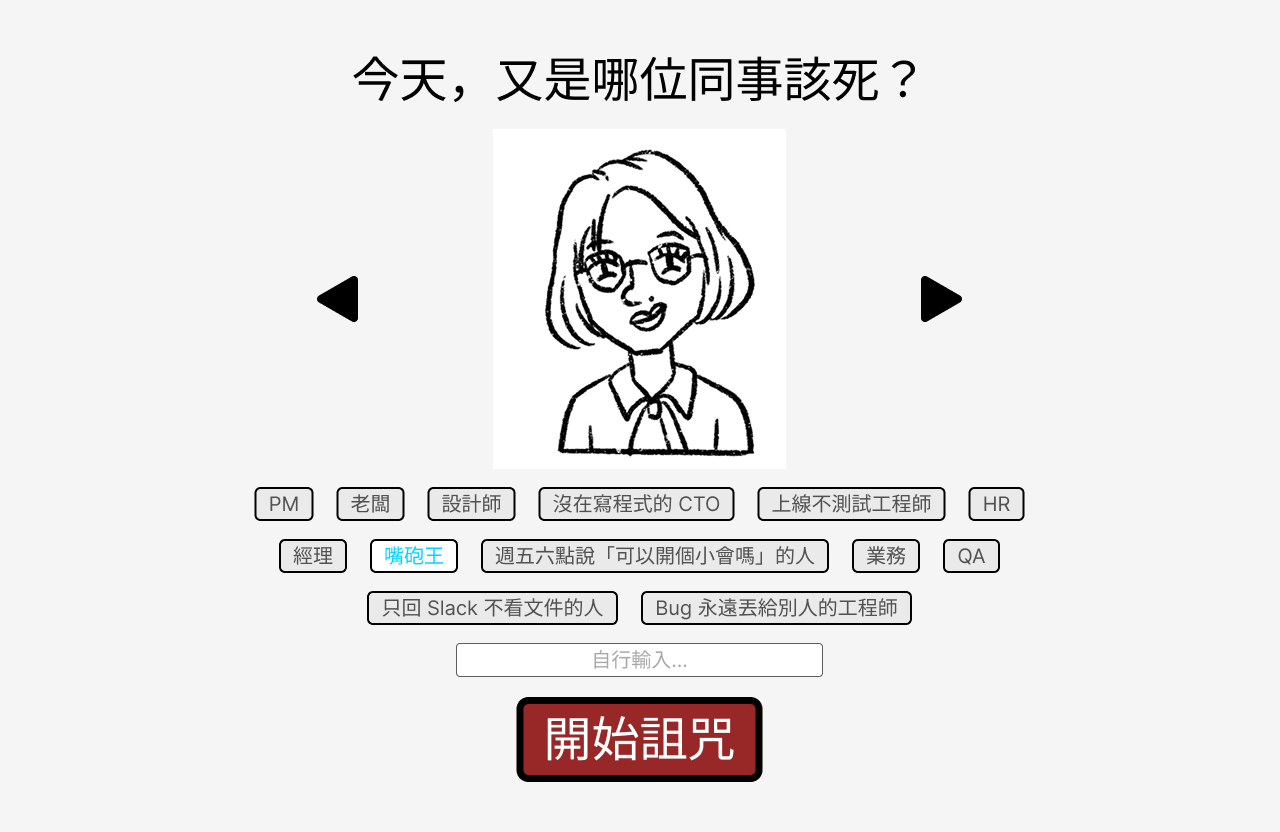 今天，又是哪位同事該死？
PM 老闆 設計師 沒在寫程式的 CTO 上線不測試工程師 HR
經理 嘴砲王 週五六點說「可以開個小會嗎」的人 業務 QA
只回 Slack 不看文件的人 Bug 永遠丟給別人的工程師
自行輸入...
開始詛咒